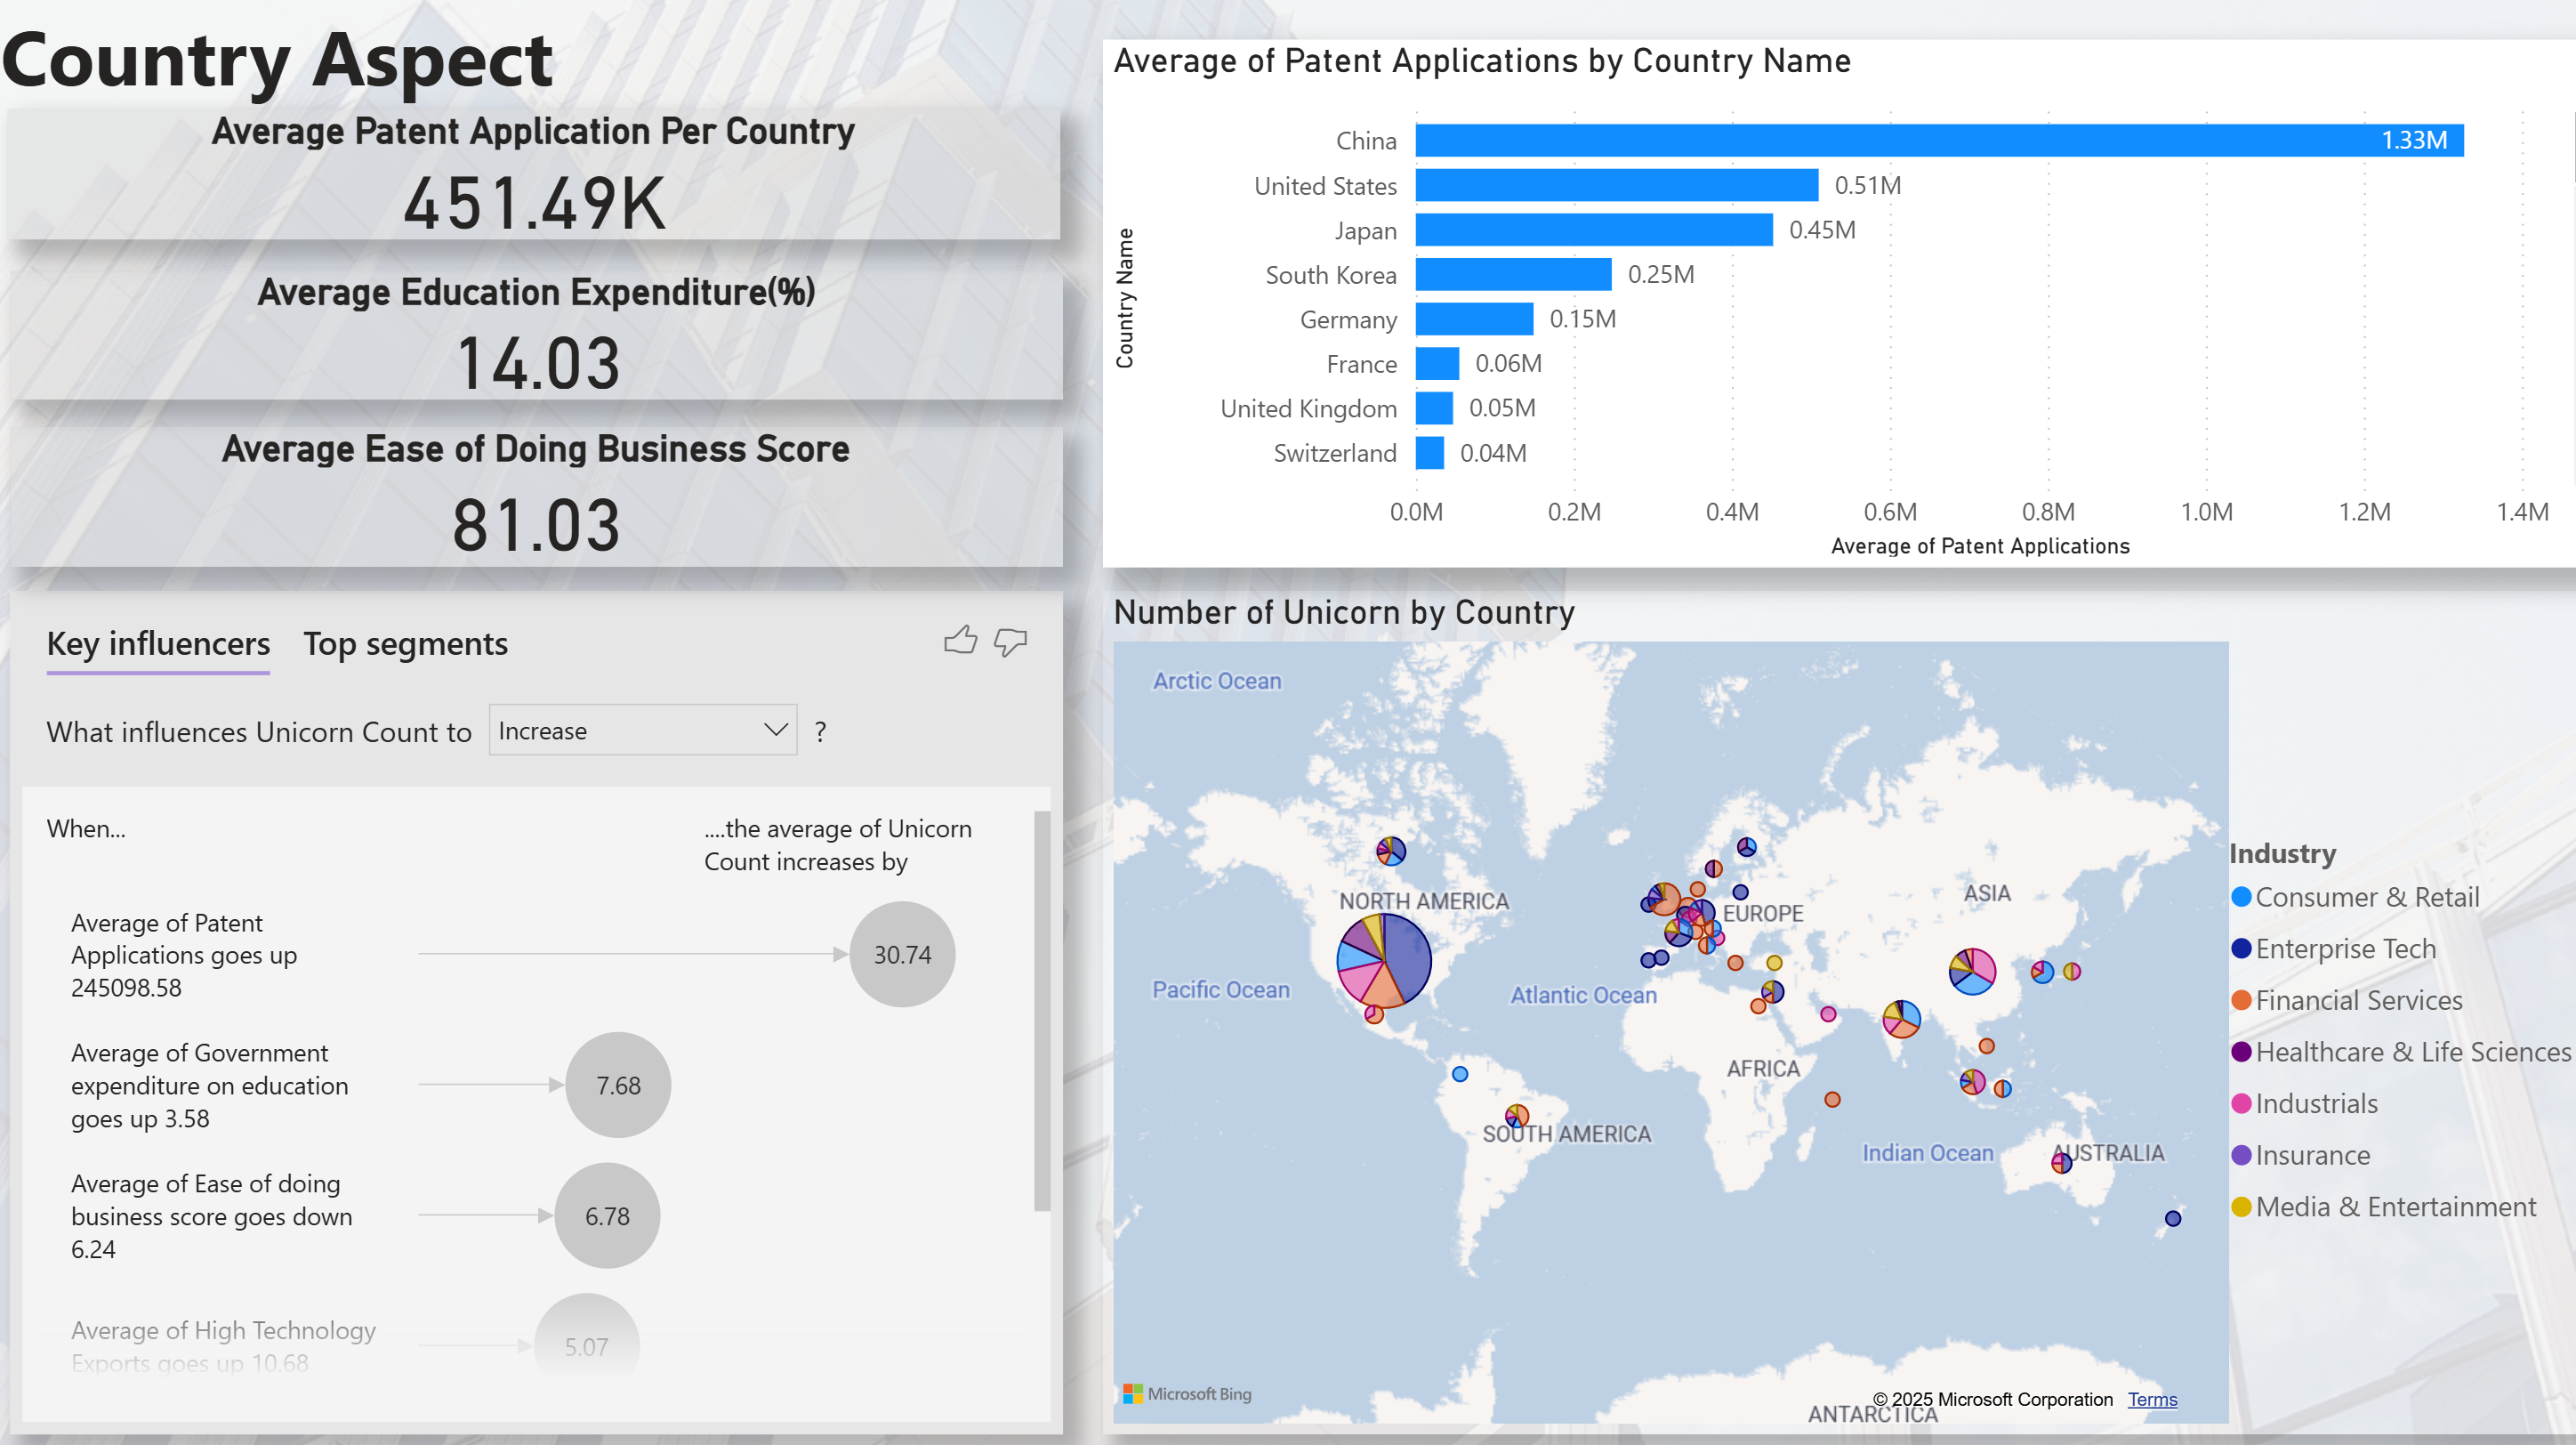 Country Aspect
Average Patent Application Per Country
451.49K
Average Education Expenditure(%)
14.03
Average Ease of Doing Business Score
81.03
Key influencers
Top segments
What influences Unicorn Count to
Increase
?
When...
....the average of Unicorn
Count increases by
Average of Patent
Applications goes up
245098.58
30.74
Average of Government
expenditure on education
goes up 3.58
7.68
Average of Ease of doing
business score goes down
6.24
6.78
Average of High Technology
Exports goes up 10.68
5.07
Average of Patent Applications by Country Name
Country Name
China
1.33M
United States
0.51M
Japan
0.45M
South Korea
0.25M
Germany
0.15M
France
0.06M
United Kingdom
0.05M
Switzerland
0.04M
0.0M
0.2M
0.4M
0.6M
0.8M
1.0M
1.2M
1.4M
Average of Patent Applications
Number of Unicorn by Country
Arctic Ocean
NORTH AMERICA
EUROPE
ASIA
Pacific Ocean
Atlantic Ocean
AFRICA
SOUTH AMERICA
Indian Ocean
AUSTRALIA
Microsoft Bing
© 2025 Microsoft Corporation
Terms
ANTARCTICA
Industry
Consumer & Retail
Enterprise Tech
Financial Services
Healthcare & Life Sciences
Industrials
Insurance
Media & Entertainment